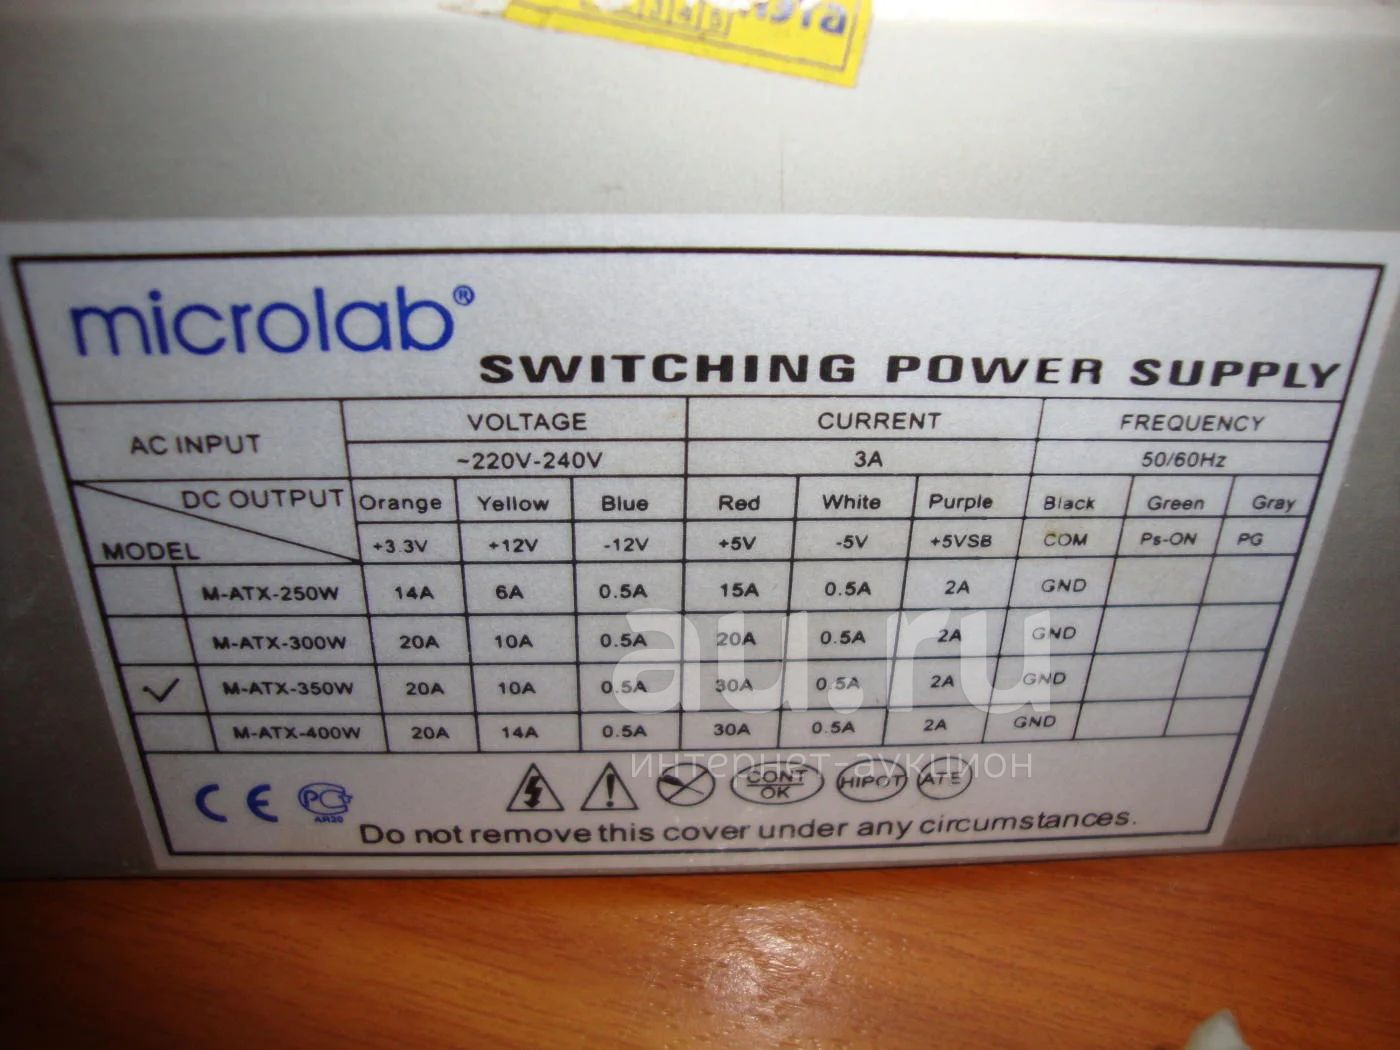 3 4 5
microlab®
SWITCHING POWER SUPPLY
AC INPUT VOLTAGE CURRENT FREQUENCY
~220V-240V 3A 50/60Hz
DC OUTPUT Orange Yellow Blue Red White Purple Black Green Gray
MODEL +3.3V +12V -12V +5V -5V +5VSB COM Ps-ON PG
M-ATX-250W 14A 6A 0.5A 15A 0.5A 2A GND
M-ATX-300W 20A 10A 0.5A 20A 0.5A 2A GND
M-ATX-350W 20A 10A 0.5A 30A 0.5A 2A GND
M-ATX-400W 20A 14A 0.5A 30A 0.5A 2A GND
au.ru
интернет-аукцион
CE PC CONT OK HIPOT ATE
АЯ20
Do not remove this cover under any circumstances.